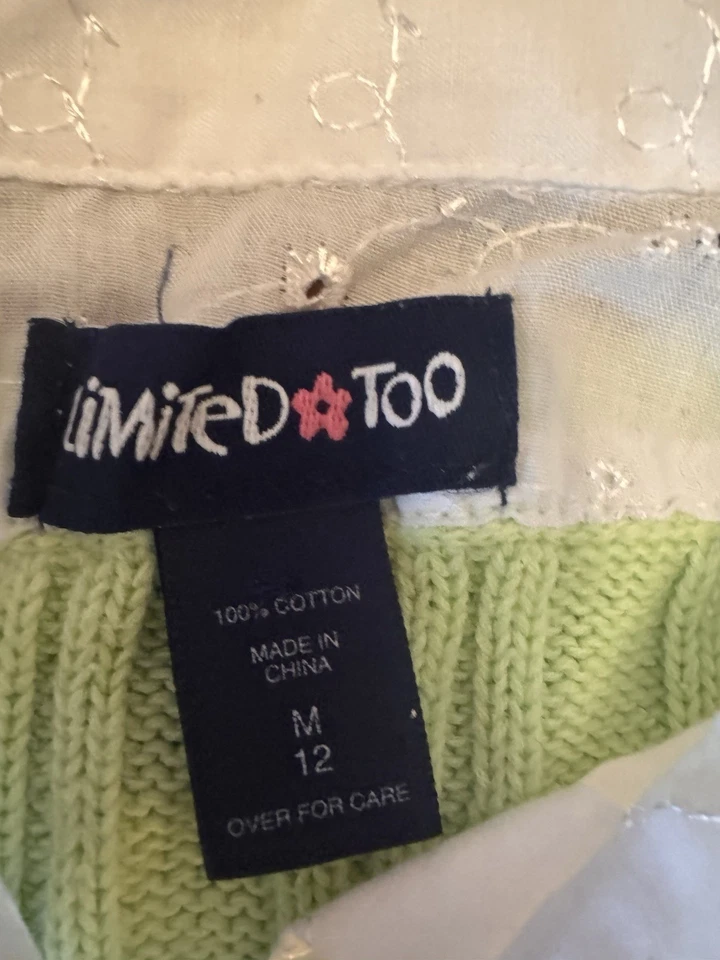 LiMiTeD TOO
100% COTTON
MADE IN
CHINA
M
12
OVER FOR CARE